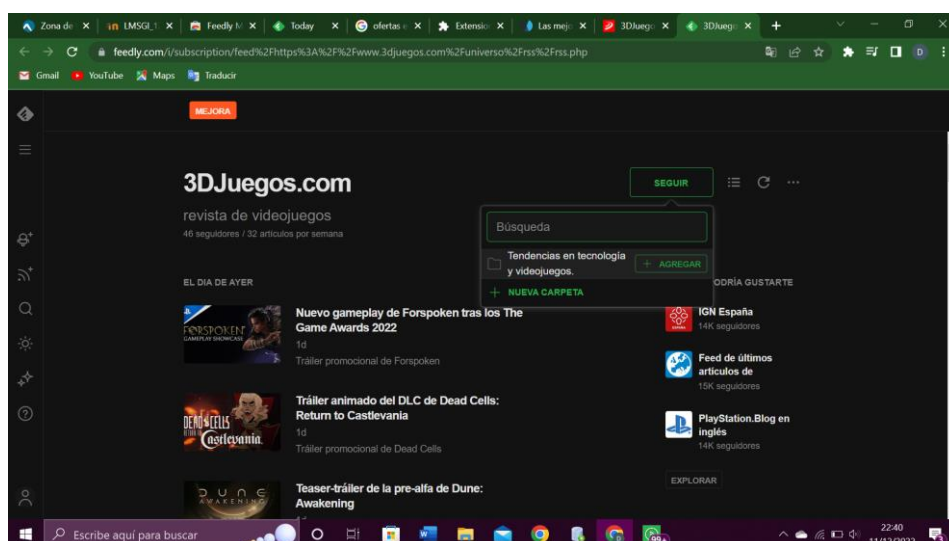 Zona de
LMSGI_1
Feedly M
Today
ofertas e
Extensio
Las mejo
3DJuego
3DJuego
feedly.com/i/subscription/feed%2Fhttps%3A%2F%2Fwww.3djuegos.com%2Funiverso%2Frss%2Frss.php
D
Gmail
YouTube
Maps
Traducir
MEJORA
3DJuegos.com
SEGUIR
revista de videojuegos
46 seguidores / 32 artículos por semana
Búsqueda
Tendencias en tecnología
y videojuegos.
+ AGREGAR
+ NUEVA CARPETA
EL DIA DE AYER
ODRÍA GUSTARTE
FORSPOKEN
GAMEPLAY SHOWCASE
Nuevo gameplay de Forspoken tras los The
Game Awards 2022
1d
Tráiler promocional de Forspoken
IGN España
14K seguidores
Feed de últimos
artículos de
15K seguidores
DEAD CELLS
Castlevania
Tráiler animado del DLC de Dead Cells:
Return to Castlevania
1d
Tráiler promocional de Dead Cells
PlayStation.Blog en
inglés
14K seguidores
EXPLORAR
DUNE
AWAKENING
Teaser-tráiler de la pre-alfa de Dune:
Awakening
Escribe aquí para buscar
99+
22:40